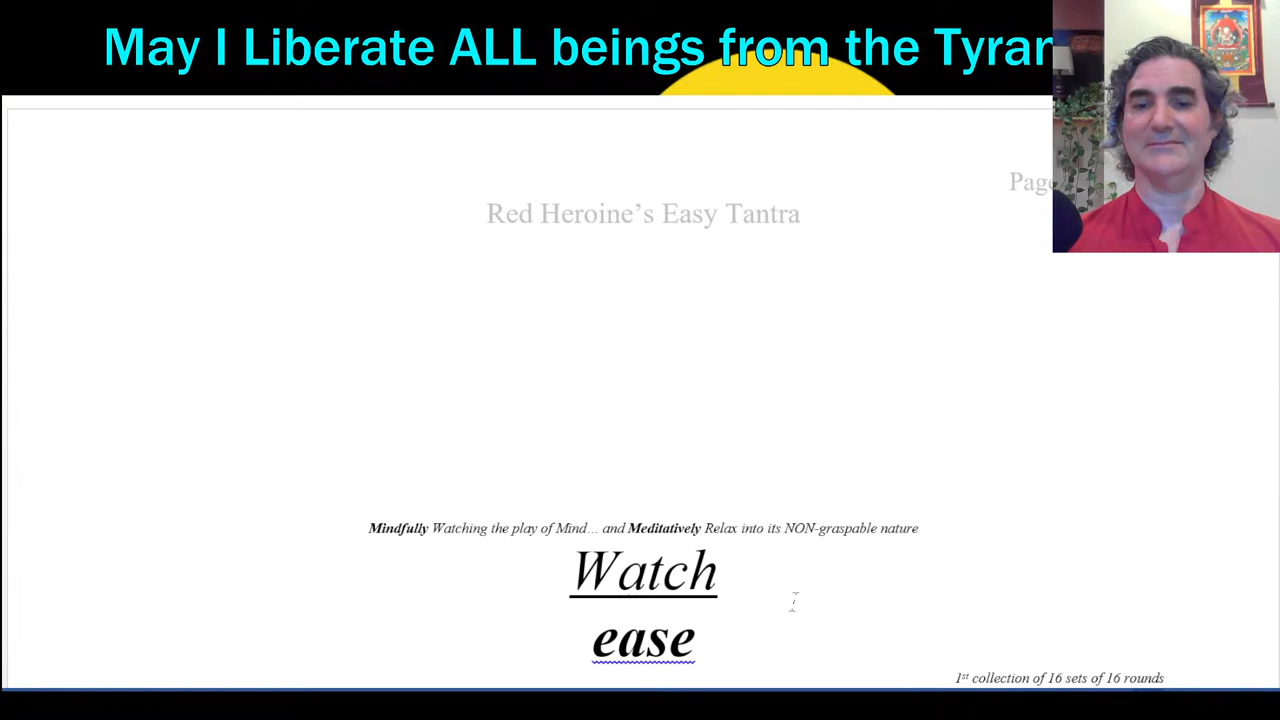 May I Liberate ALL beings from the Tyran
Page
Red Heroine's Easy Tantra
Mindfully Watching the play of Mind… and Meditatively Relax into its NON-graspable nature
Watch
ease
1st collection of 16 sets of 16 rounds